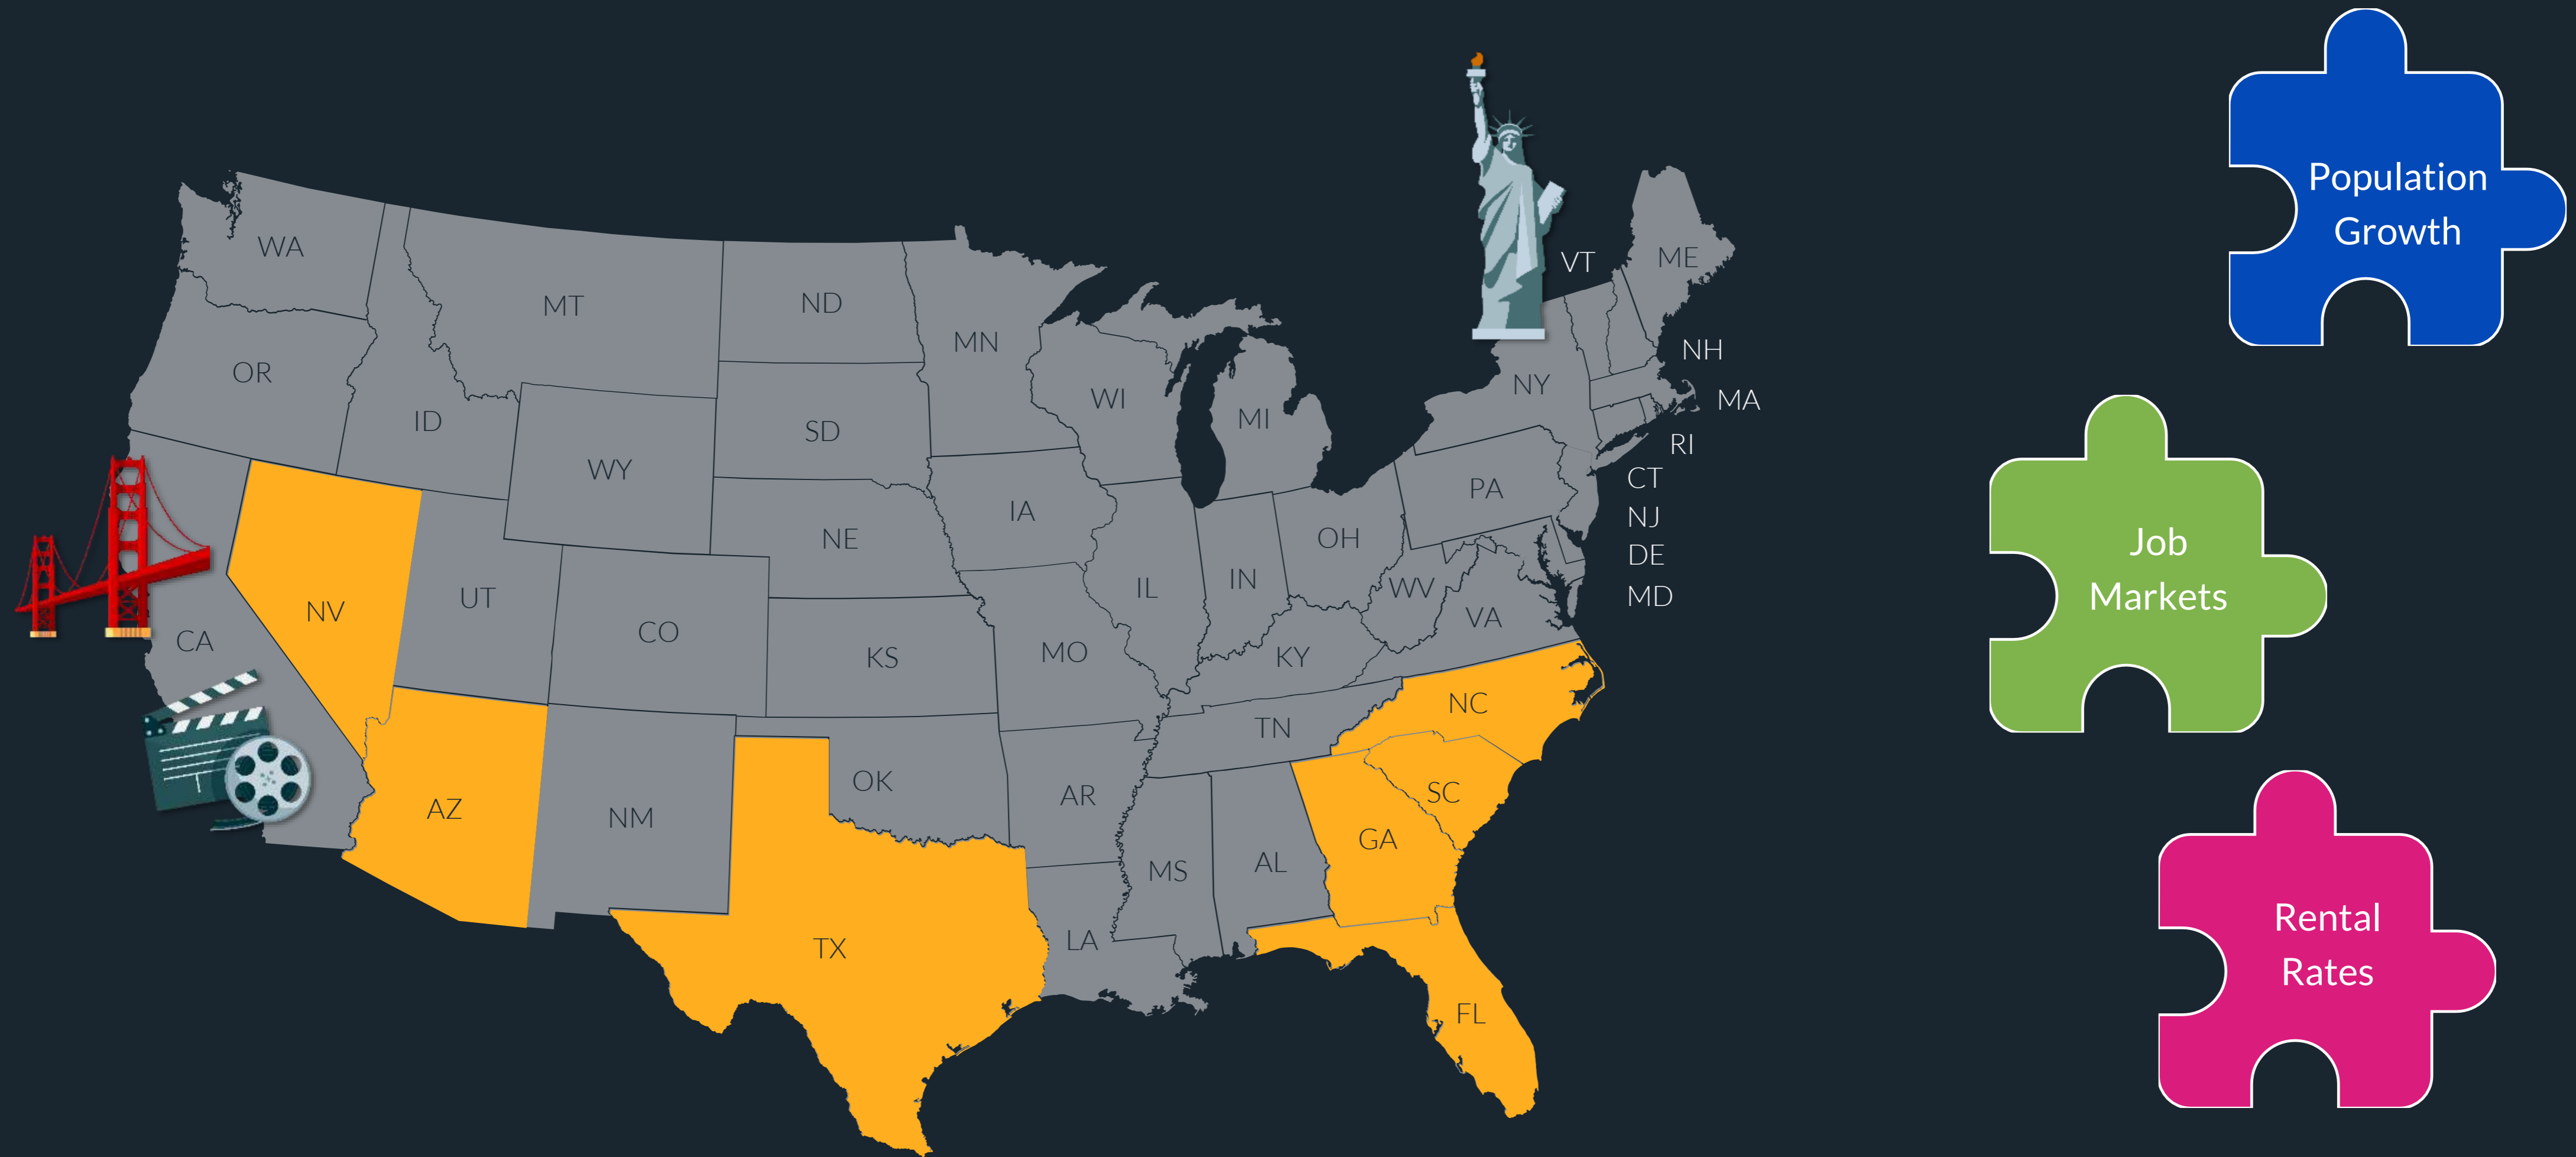 WA
MT
ND
MN
OR
ID
WY
SD
WI
MI
NY
VT
ME
NH
MA
RI
CT
NJ
DE
MD
PA
NE
IA
IL
IN
OH
WV
VA
NV
UT
CO
KS
MO
KY
CA
AZ
NM
OK
AR
TN
NC
SC
GA
TX
LA
MS
AL
FL
Population
Growth
Job
Markets
Rental
Rates